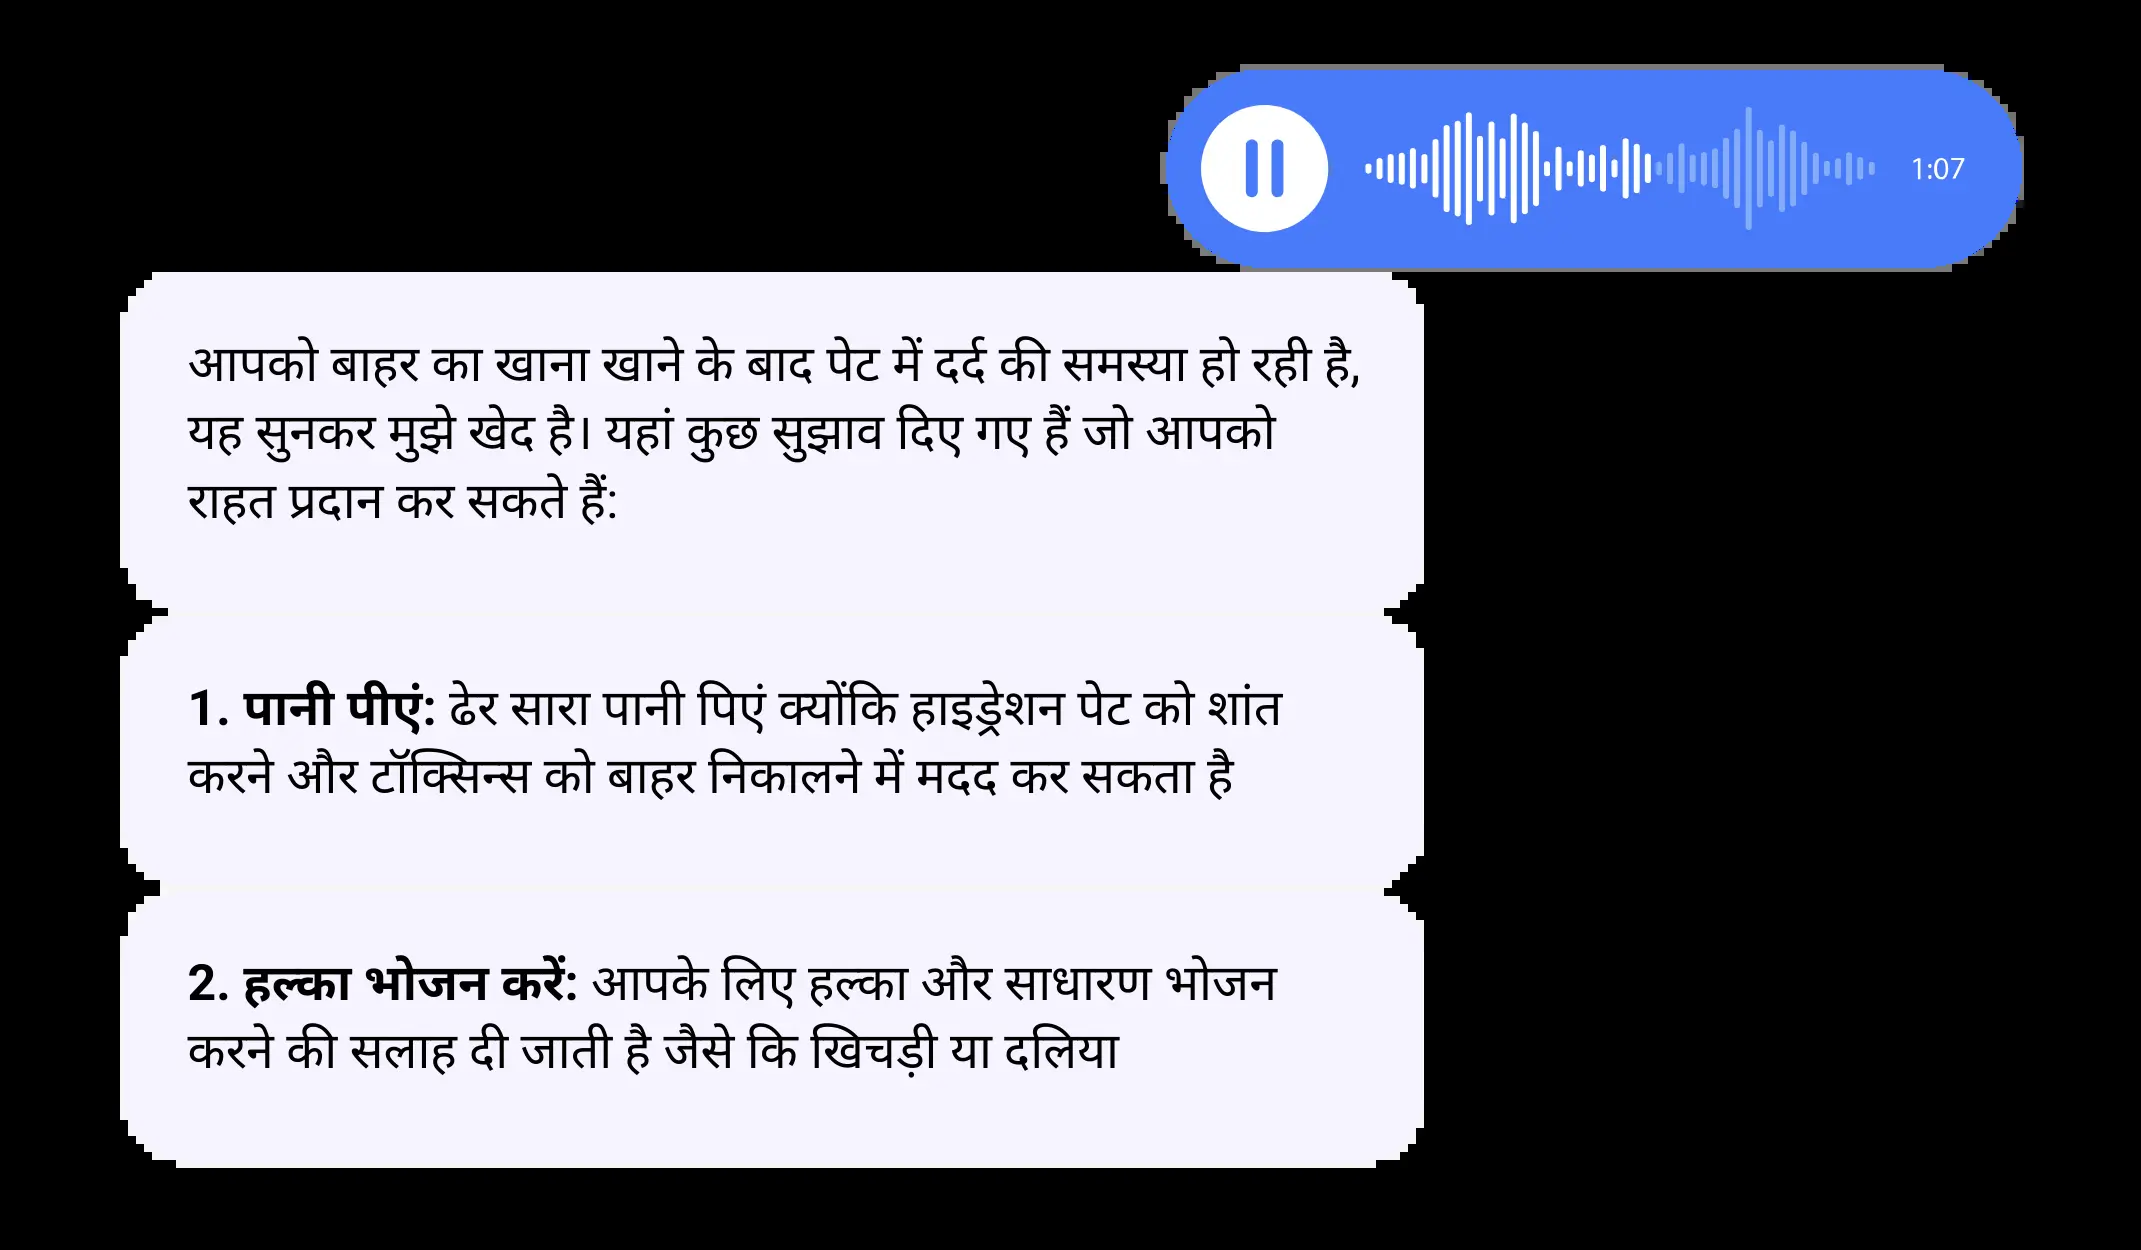 1:07
आपको बाहर का खाना खाने के बाद पेट में दर्द की समस्या हो रही है,
यह सुनकर मुझे खेद है। यहां कुछ सुझाव दिए गए हैं जो आपको
राहत प्रदान कर सकते हैं:
1. पानी पीएं: ढेर सारा पानी पिएं क्योंकि हाइड्रेशन पेट को शांत
करने और टॉक्सिन्स को बाहर निकालने में मदद कर सकता है
2. हल्का भोजन करें: आपके लिए हल्का और साधारण भोजन
करने की सलाह दी जाती है जैसे कि खिचड़ी या दलिया